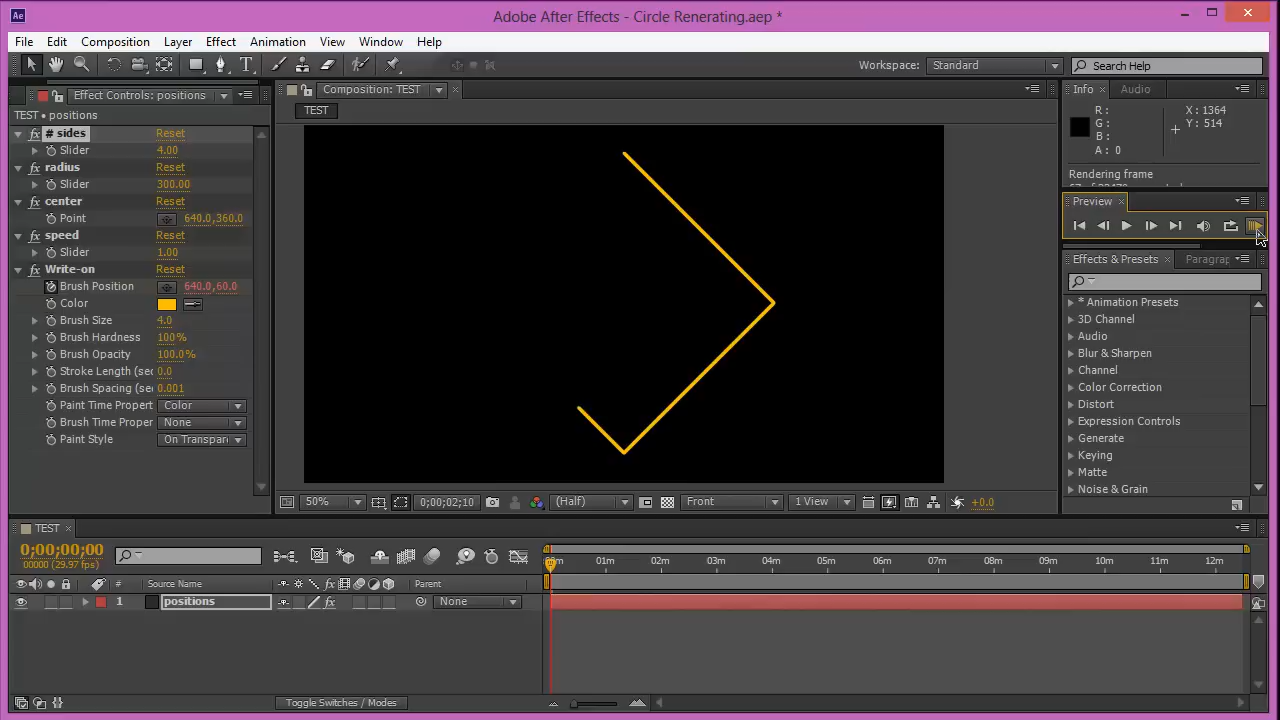 Ae
Adobe After Effects - Circle Renerating.aep *
File Edit Composition Layer Effect Animation View Window Help
Workspace: Standard Search Help
Effect Controls: positions
TEST • positions
# sides Reset
Slider 4.00
radius Reset
Slider 300.00
center Reset
Point 640.0,360.0
speed Reset
Slider 1.00
Write-on Reset
Brush Position 640.0,60.0
Color
Brush Size 4.0
Brush Hardness 100%
Brush Opacity 100.0%
Stroke Length (sec 0.0
Brush Spacing (sec 0.001
Paint Time Propert Color
Brush Time Proper None
Paint Style On Transpar
Composition: TEST
TEST
50% 0;00;02;10 (Half) Front 1 View +0.0
Info Audio
R: X: 1364
G: Y: 514
B:
A: 0
Rendering frame
Preview
Effects & Presets Paragrap
* Animation Presets
3D Channel
Audio
Blur & Sharpen
Channel
Color Correction
Distort
Expression Controls
Generate
Keying
Matte
Noise & Grain
TEST
0;00;00;00
00000 (29.97 fps)
01m 02m 03m 04m 05m 06m 07m 08m 09m 10m 11m 12m
# Source Name Parent
1 positions None
Toggle Switches / Modes